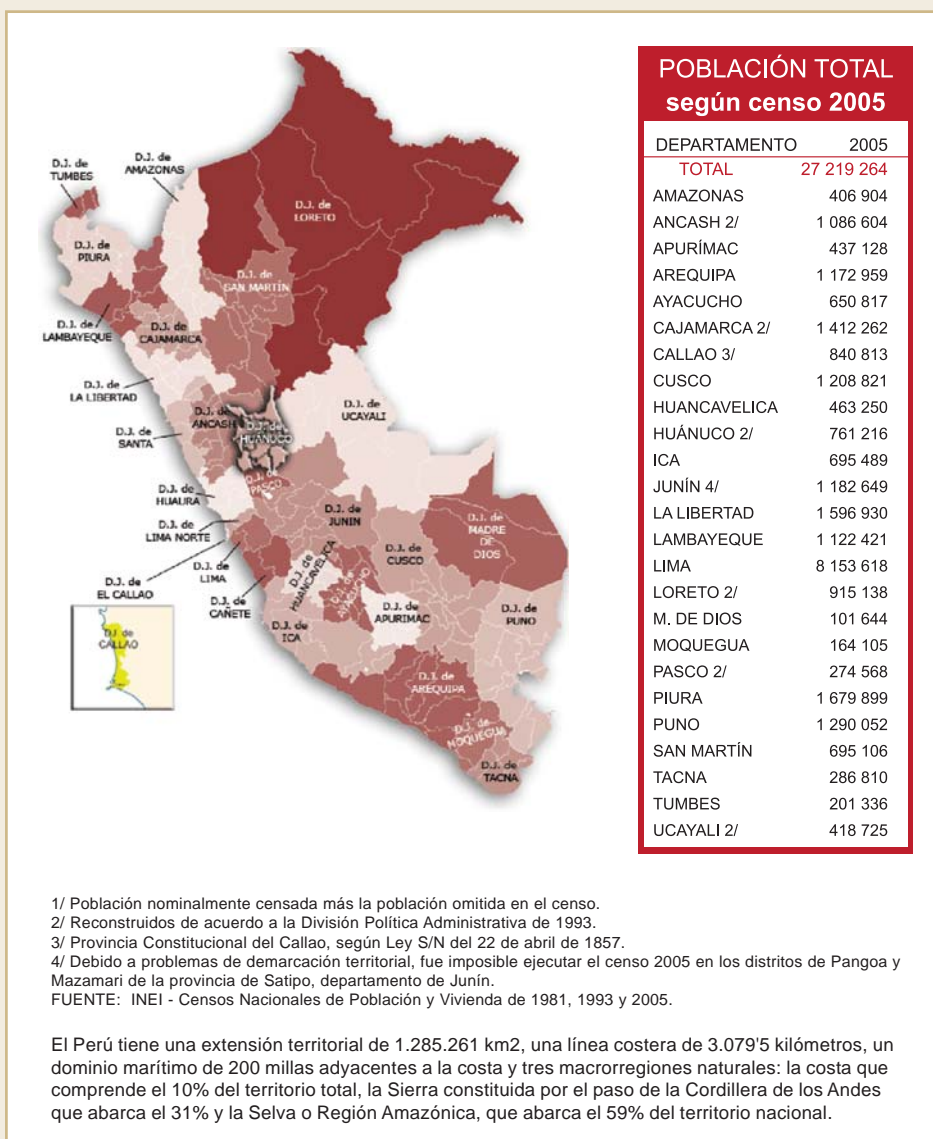 D.J. de
AMAZONAS
D.J. de
TUMBES
D.J. de
LORETO
D.J. de
PIURA
D.J. de
SAN MARTÍN
D.J. de
LAMBAYEQUE
D.J. de
CAJAMARCA
D.J. de
LA LIBERTAD
D.J. de
ANCASH
D.J. de
HUÁNUCO
D.J. de
UCAYALI
D.J. de
SANTA
D.J. de
PASCO
D.J. de
HUAURA
D.J. de
JUNIN
D.J. de
MADRE
DE
DIOS
D.J. de
LIMA NORTE
D.J. de
CUSCO
D.J. de
LIMA
D.J. de
HUANCAVELICA
D.J. de
AYACUCHO
D.J. de
EL CALLAO
D.J. de
CAÑETE
D.J. de
APURIMAC
D.J. de
PUNO
D.J. de
ICA
D.J. de
CALLAO
D.J. de
AREQUIPA
D.J. de
MOQUEGUA
D.J. de
TACNA
POBLACIÓN TOTAL
según censo 2005
DEPARTAMENTO 2005
TOTAL 27 219 264
AMAZONAS 406 904
ANCASH 2/ 1 086 604
APURÍMAC 437 128
AREQUIPA 1 172 959
AYACUCHO 650 817
CAJAMARCA 2/ 1 412 262
CALLAO 3/ 840 813
CUSCO 1 208 821
HUANCAVELICA 463 250
HUÁNUCO 2/ 761 216
ICA 695 489
JUNÍN 4/ 1 182 649
LA LIBERTAD 1 596 930
LAMBAYEQUE 1 122 421
LIMA 8 153 618
LORETO 2/ 915 138
M. DE DIOS 101 644
MOQUEGUA 164 105
PASCO 2/ 274 568
PIURA 1 679 899
PUNO 1 290 052
SAN MARTÍN 695 106
TACNA 286 810
TUMBES 201 336
UCAYALI 2/ 418 725
1/ Población nominalmente censada más la población omitida en el censo.
2/ Reconstruidos de acuerdo a la División Política Administrativa de 1993.
3/ Provincia Constitucional del Callao, según Ley S/N del 22 de abril de 1857.
4/ Debido a problemas de demarcación territorial, fue imposible ejecutar el censo 2005 en los distritos de Pangoa y
Mazamari de la provincia de Satipo, departamento de Junín.
FUENTE: INEI - Censos Nacionales de Población y Vivienda de 1981, 1993 y 2005.
El Perú tiene una extensión territorial de 1.285.261 km2, una línea costera de 3.079'5 kilómetros, un
dominio marítimo de 200 millas adyacentes a la costa y tres macrorregiones naturales: la costa que
comprende el 10% del territorio total, la Sierra constituida por el paso de la Cordillera de los Andes
que abarca el 31% y la Selva o Región Amazónica, que abarca el 59% del territorio nacional.